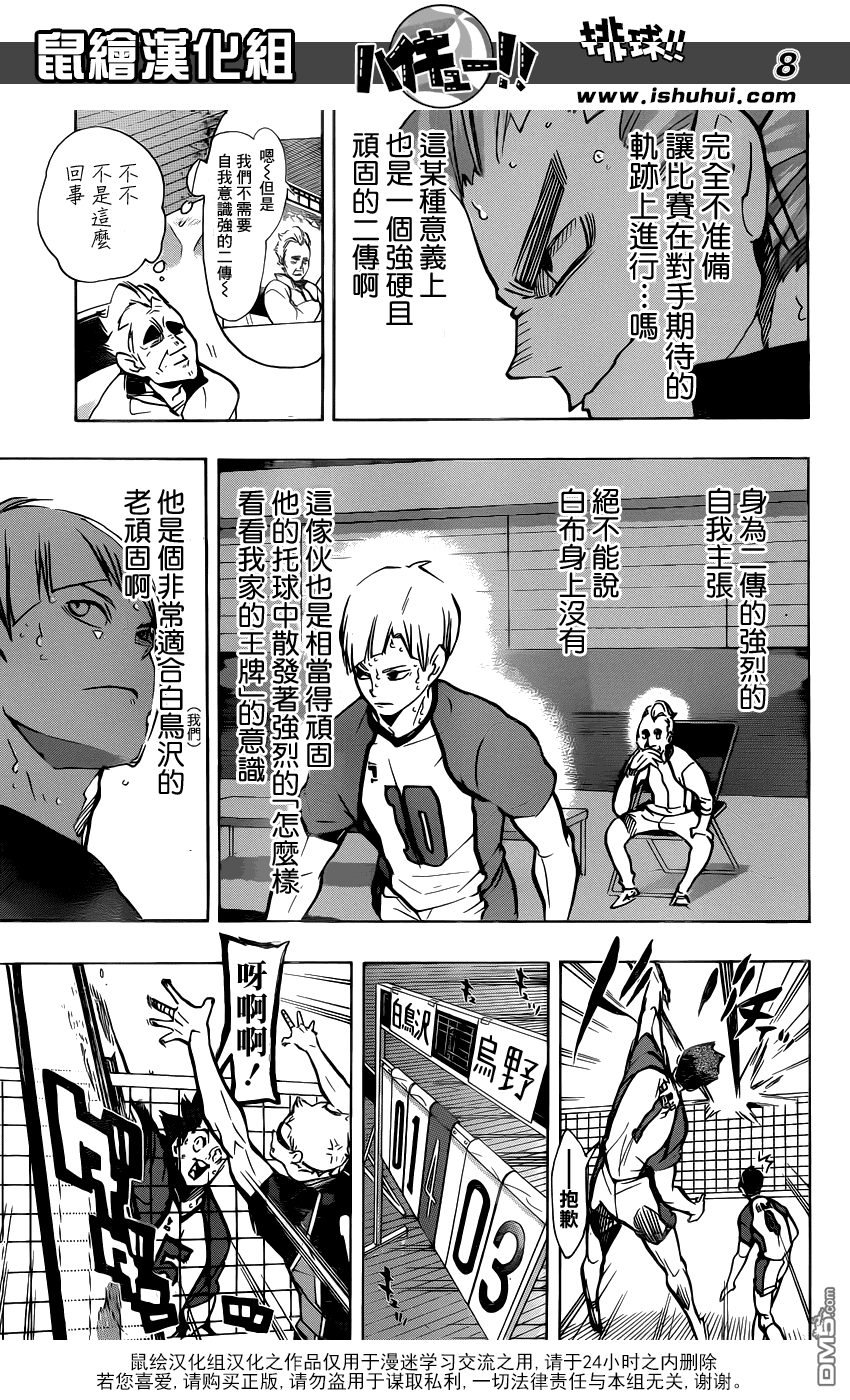 鼠繪漢化組
ハイキュー!!
排球!!
8
www.ishuhui.com
完全不准備
讓比賽在對手期待的
軌跡上進行…嗎
這某種意義上
也是一個強硬且
頑固的二傳啊
嗯~但是
我們不需要
自我意識強的二傳~
不不
不是這麼
回事
身為二傳的強烈的
自我主張
絕不能說
白布身上沒有
這傢伙也是相當得頑固
他的托球中散發著強烈的「怎麼樣
看看我家的王牌」的意識
10
他是個非常適合白鳥沢的
(我們)
老頑固啊
——抱歉
白鳥沢
烏野
01
4
03
呀啊啊！
鼠绘汉化组汉化之作品仅用于漫迷学习交流之用, 请于24小时之内删除
若您喜爱, 请购买正版, 请勿盗用于谋取私利, 一切法律责任与本组无关, 谢谢。
DM5.com